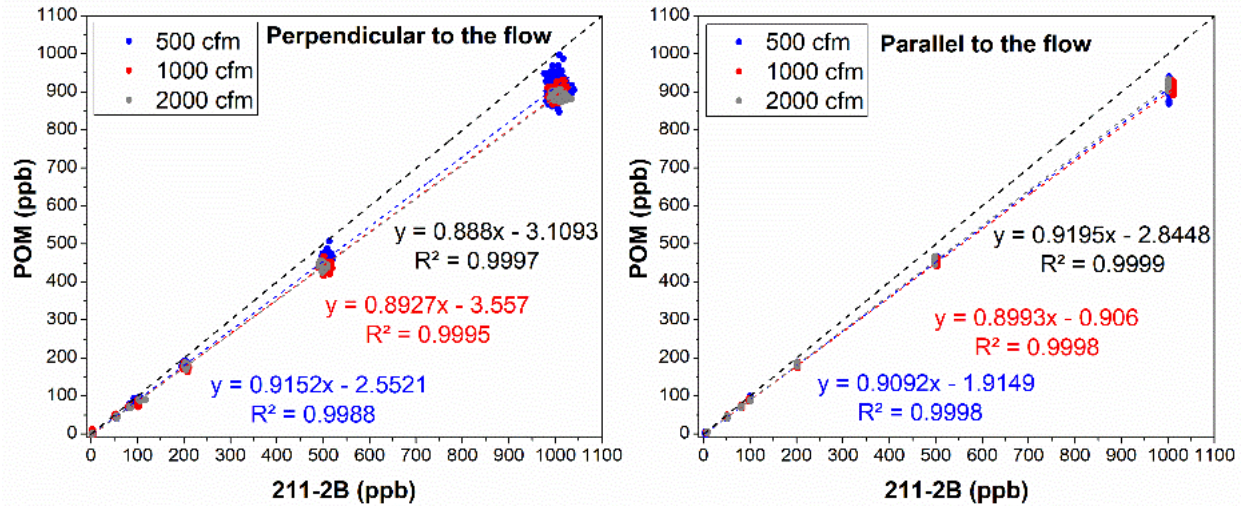 Perpendicular to the flow
500 cfm
1000 cfm
2000 cfm
1100
1000
900
800
700
600
500
400
300
200
100
0
POM (ppb)
y = 0.888x - 3.1093
R² = 0.9997
y = 0.8927x - 3.557
R² = 0.9995
y = 0.9152x - 2.5521
R² = 0.9988
0 100 200 300 400 500 600 700 800 900 1000 1100
211-2B (ppb)
Parallel to the flow
500 cfm
1000 cfm
2000 cfm
1100
1000
900
800
700
600
500
400
300
200
100
0
POM (ppb)
y = 0.9195x - 2.8448
R² = 0.9999
y = 0.8993x - 0.906
R² = 0.9998
y = 0.9092x - 1.9149
R² = 0.9998
0 100 200 300 400 500 600 700 800 900 1000 1100
211-2B (ppb)